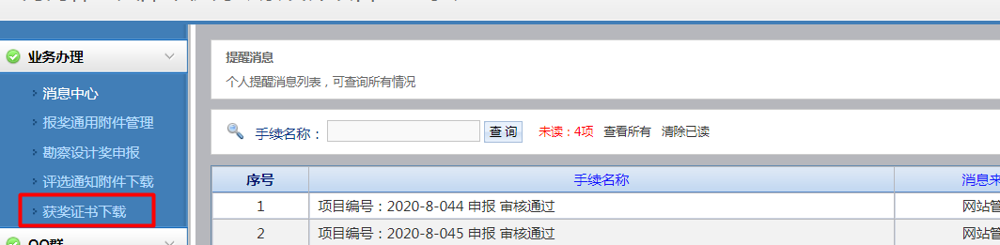 业务办理
消息中心
报奖通用附件管理
勘察设计奖申报
评选通知附件下载
获奖证书下载
QQ群
提醒消息
个人提醒消息列表，可查询所有情况
手续名称： 查 询 未读：4项 查看所有 清除已读
序号 手续名称 消息来
1 项目编号：2020-8-044 申报 审核通过 网站管
2 项目编号：2020-8-045 申报 审核通过 网站管